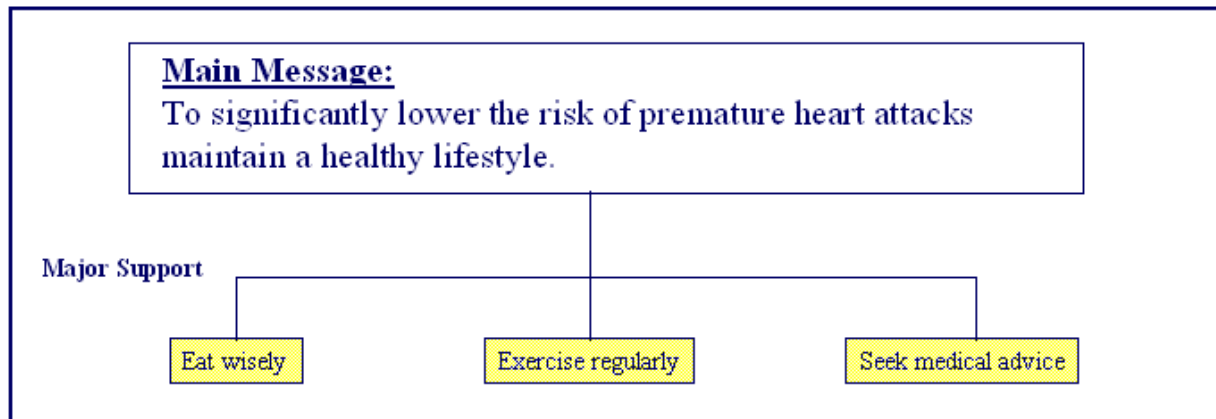 Main Message:
To significantly lower the risk of premature heart attacks
maintain a healthy lifestyle.
Major Support
Eat wisely
Exercise regularly
Seek medical advice